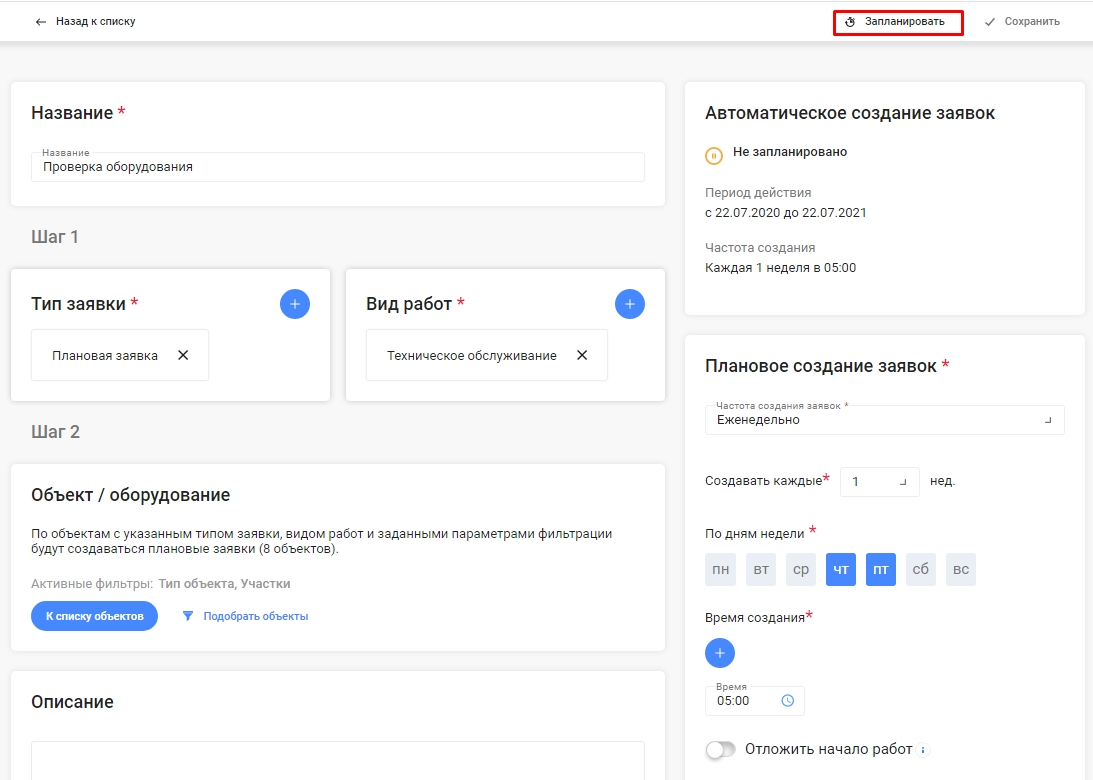 Назад к списку
Запланировать
Сохранить
Название *
Название
Проверка оборудования
Шаг 1
Тип заявки *
Плановая заявка
Вид работ *
Техническое обслуживание
Шаг 2
Объект / оборудование
По объектам с указанным типом заявки, видом работ и заданными параметрами фильтрации
будут создаваться плановые заявки (8 объектов).
Активные фильтры: Тип объекта, Участки
К списку объектов
Подобрать объекты
Описание
Автоматическое создание заявок
Не запланировано
Период действия
с 22.07.2020 до 22.07.2021
Частота создания
Каждая 1 неделя в 05:00
Плановое создание заявок *
Частота создания заявок *
Еженедельно
Создавать каждые* 1 нед.
По дням недели *
пн вт ср чт пт сб вс
Время создания*
Время
05:00
Отложить начало работ